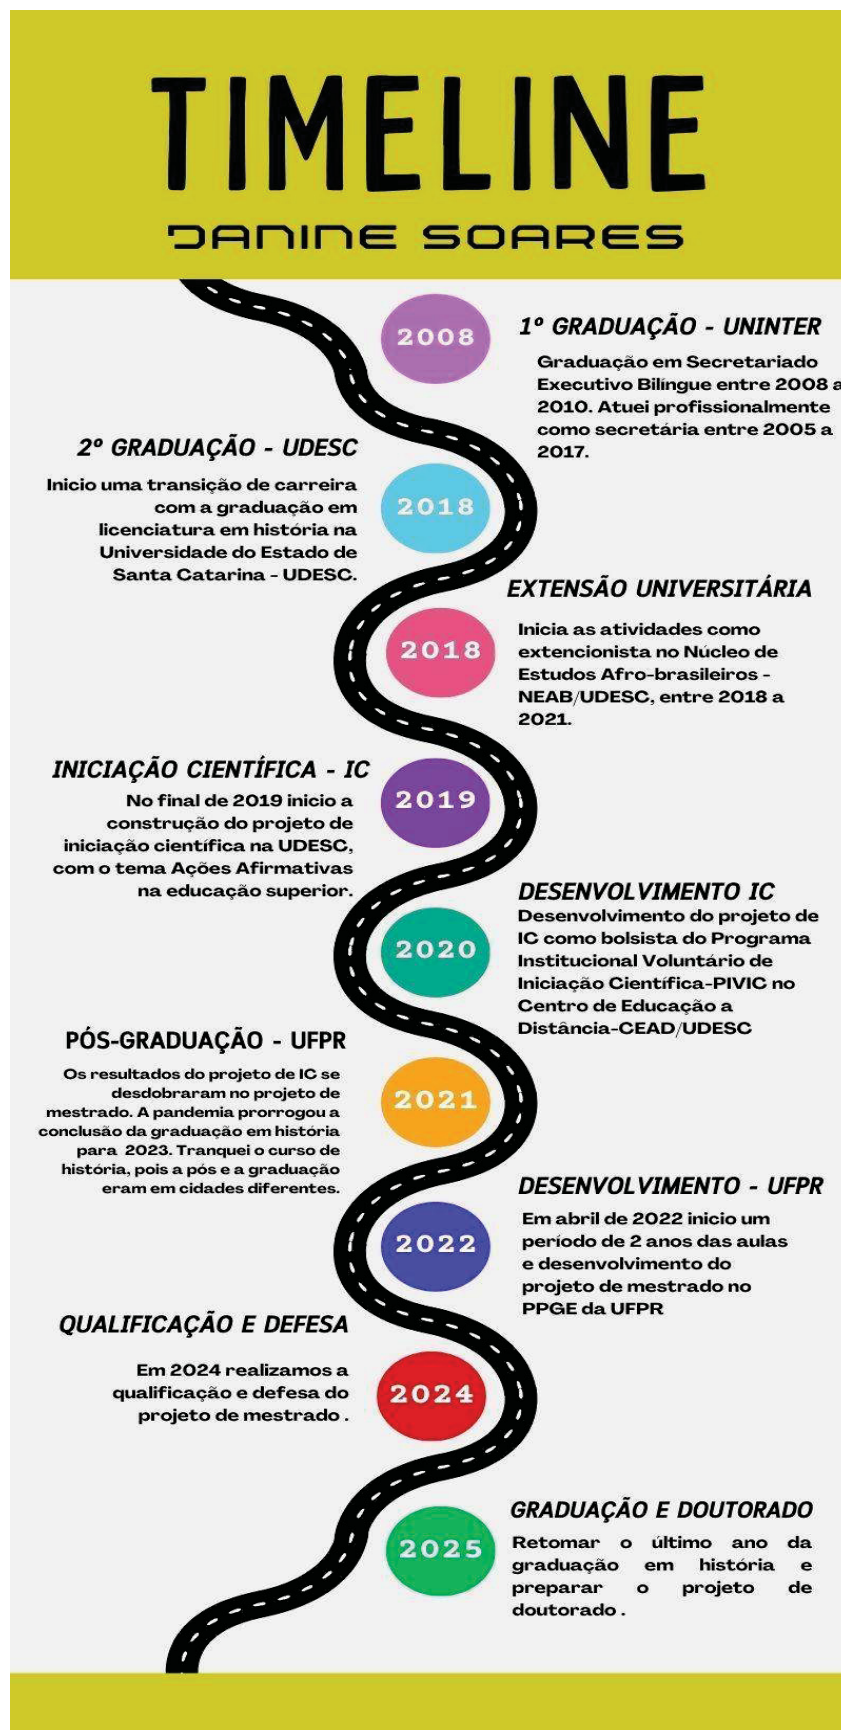 TIMELINE
DANINE SOARES
2008
1º GRADUAÇÃO - UNINTER
Graduação em Secretariado
Executivo Bilíngue entre 2008 a
2010. Atuei profissionalmente
como secretária entre 2005 a
2017.
2º GRADUAÇÃO - UDESC
Inicio uma transição de carreira
com a graduação em
licenciatura em história na
Universidade do Estado de
Santa Catarina - UDESC.
2018
EXTENSÃO UNIVERSITÁRIA
2018
Inicia as atividades como
extencionista no Núcleo de
Estudos Afro-brasileiros -
NEAB/UDESC, entre 2018 a
2021.
INICIAÇÃO CIENTÍFICA - IC
No final de 2019 inicio a
construção do projeto de
iniciação científica na UDESC,
com o tema Ações Afirmativas
na educação superior.
2019
DESENVOLVIMENTO IC
2020
Desenvolvimento do projeto de
IC como bolsista do Programa
Institucional Voluntário de
Iniciação Científica-PIVIC no
Centro de Educação a
Distância-CEAD/UDESC
PÓS-GRADUAÇÃO - UFPR
Os resultados do projeto de IC se
desdobraram no projeto de
mestrado. A pandemia prorrogou a
conclusão da graduação em história
para 2023. Tranquei o curso de
história, pois a pós e a graduação
eram em cidades diferentes.
2021
DESENVOLVIMENTO - UFPR
2022
Em abril de 2022 inicio um
período de 2 anos das aulas
e desenvolvimento do
projeto de mestrado no
PPGE da UFPR
QUALIFICAÇÃO E DEFESA
Em 2024 realizamos a
qualificação e defesa do
projeto de mestrado .
2024
GRADUAÇÃO E DOUTORADO
2025
Retomar o último ano da
graduação em história e
preparar o projeto de
doutorado .